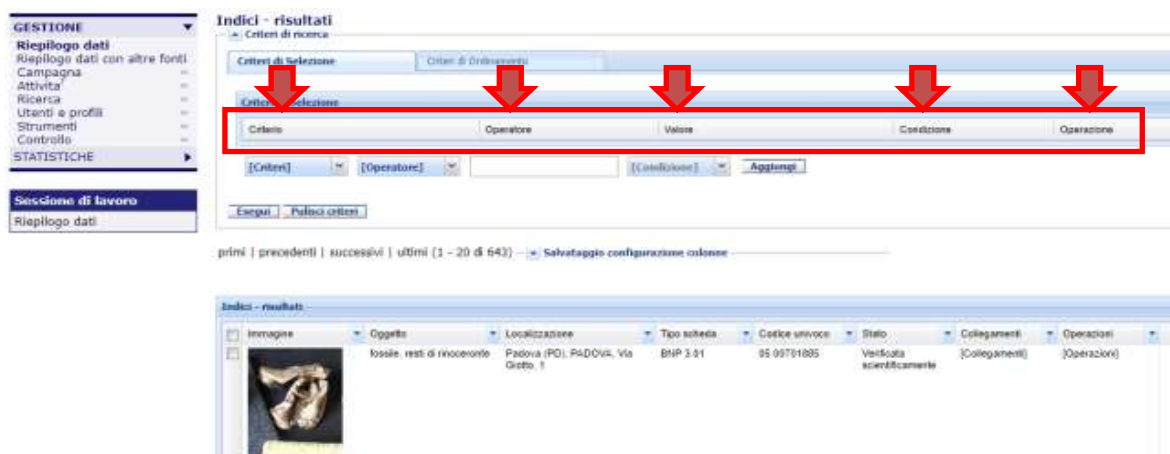 GESTIONE
Riepilogo dati
Riepilogo dati con altre fonti
Campagna
Attivita'
Ricerca
Utenti e profili
Strumenti
Controllo
STATISTICHE
Sessione di lavoro
Riepilogo dati
Indici - risultati
Criteri di ricerca
Criteri di Selezione
Criteri di Ordinamento
Criteri Selezione
Criterio Operatore Valore Condizione Operazione
[Criteri] [Operatore] [Condizione] Aggiungi
Esegui Pulisci criteri
primi | precedenti | successivi | ultimi (1 - 20 di 643) Salvataggio configurazione colonne
Indici - risultati
Immagine Oggetto Localizzazione Tipo scheda Codice univoco Stato Collegamenti Operazioni
fossile, resti di rinoceronte Padova (PD), PADOVA, Via BNP 3.01 05 00701885 Verificata [Collegamenti] [Operazioni]
Giotto, 1 scientificamente